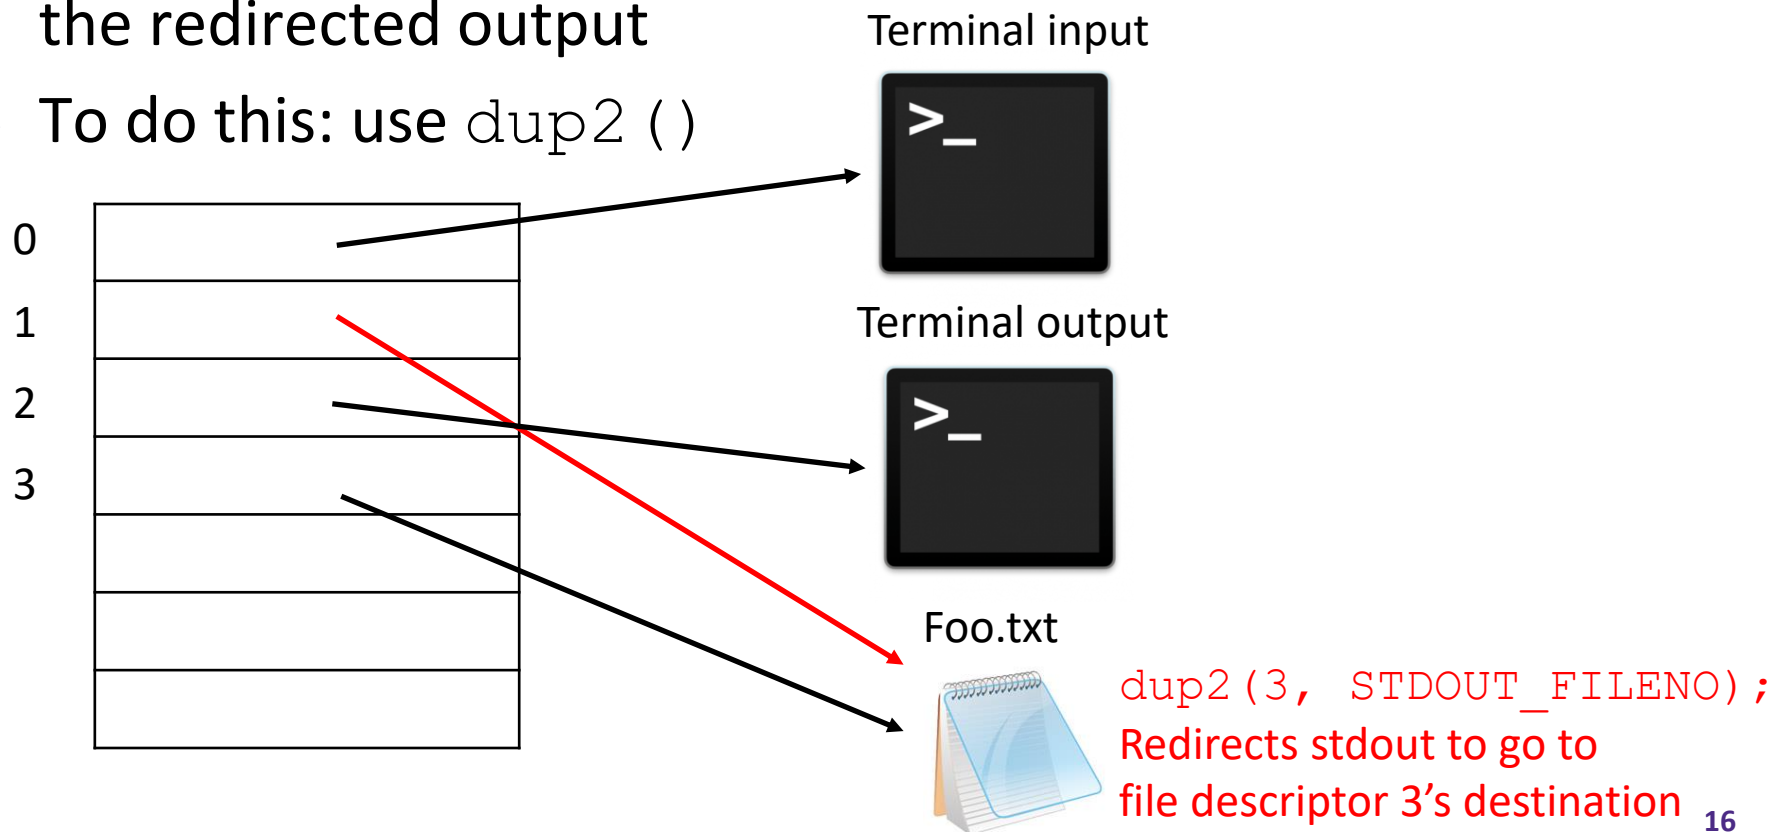 the redirected output
To do this: use dup2()
0
1
2
3
Terminal input
>_
Terminal output
>_
Foo.txt
dup2(3, STDOUT_FILENO);
Redirects stdout to go to
file descriptor 3’s destination
16